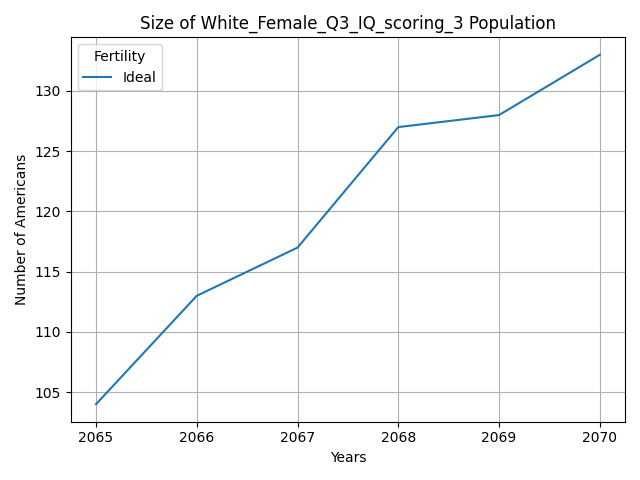 Size of White_Female_Q3_IQ_scoring_3 Population
Fertility
Ideal
Number of Americans
130
125
120
115
110
105
2065 2066 2067 2068 2069 2070
Years